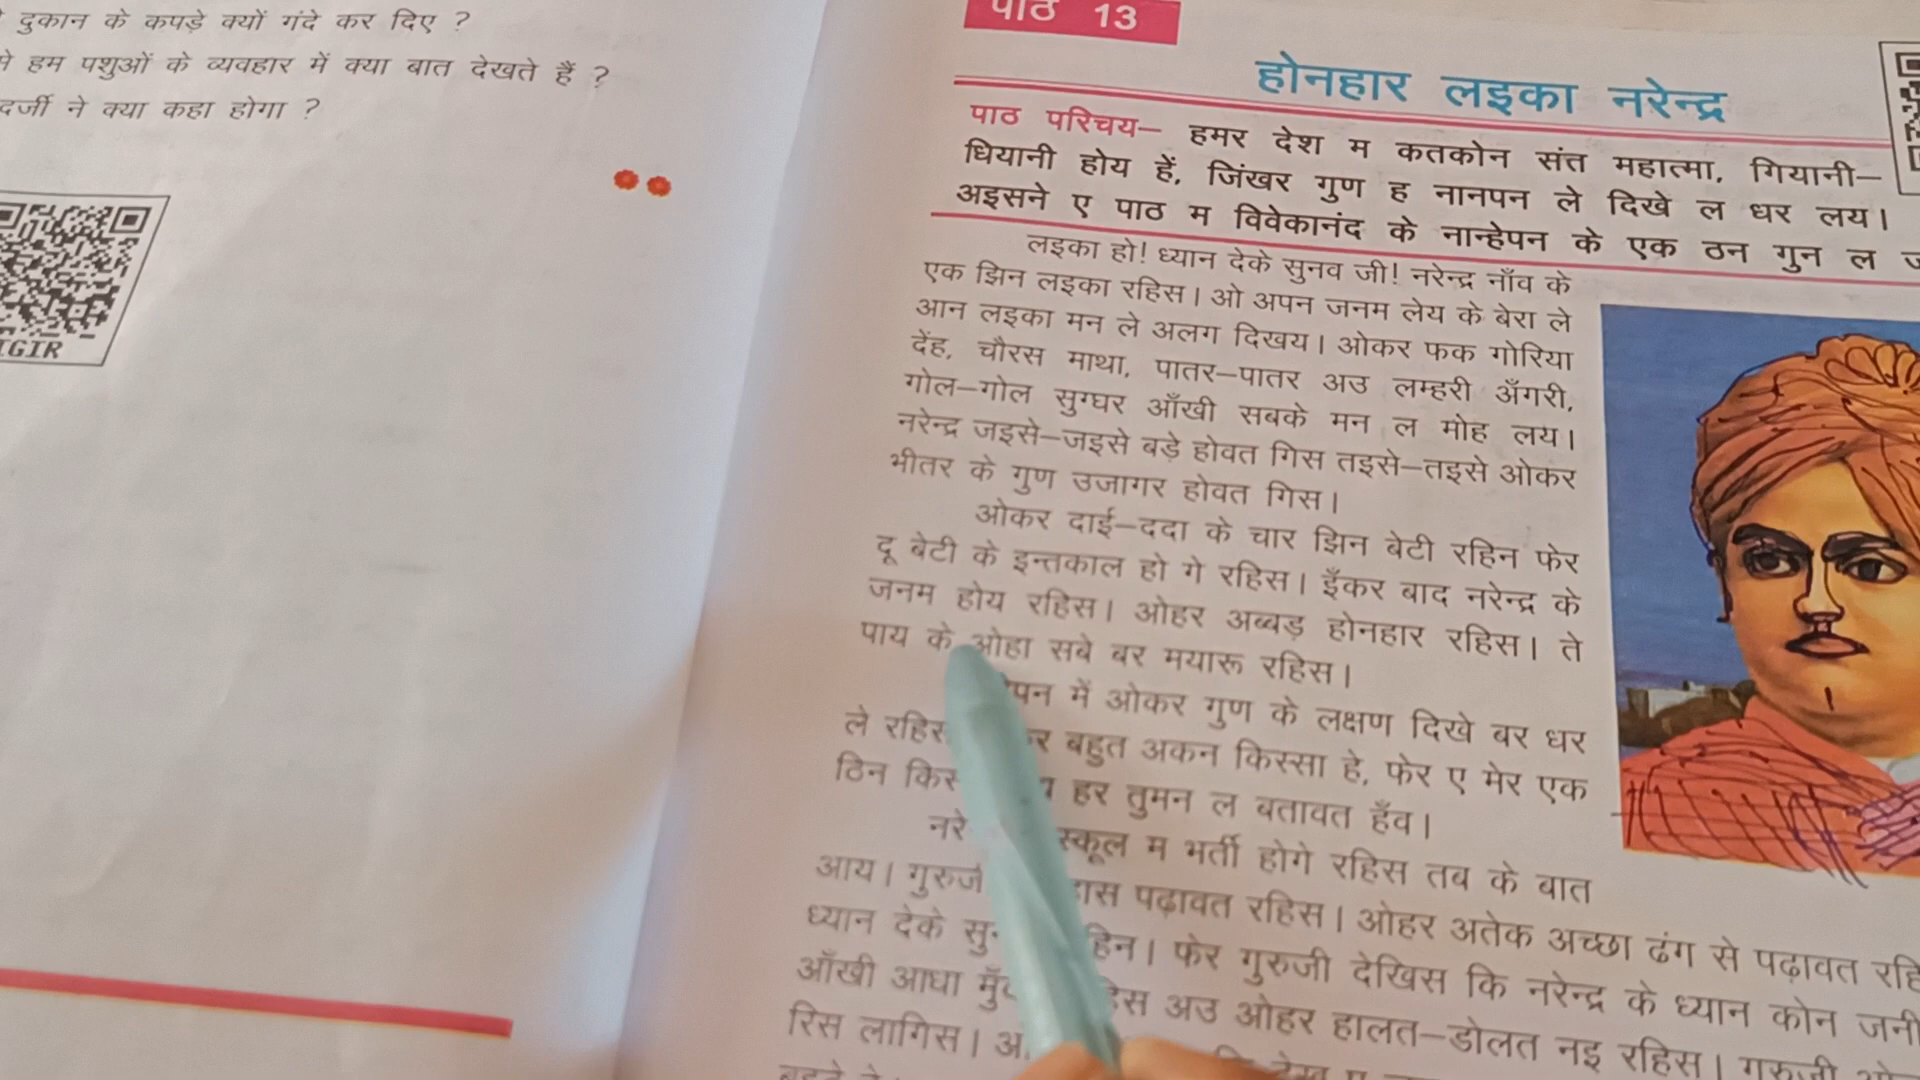 दुकान के कपड़े क्यों गंदे कर दिए ?
हम पशुओं के व्यवहार में क्या बात देखते हैं ?
दर्जी ने क्या कहा होगा ?
पाठ 13
होनहार लइका नरेन्द्र
पाठ परिचय– हमर देश म कतकोन संत महात्मा, गियानी–
धियानी होय हें, जिंखर गुण ह नानपन ले दिखे ल धर लय।
अइसने ए पाठ म विवेकानंद के नान्हेपन के एक ठन गुन ल
लइका हो! ध्यान देके सुनव जी! नरेन्द्र नाँव के
एक झिन लइका रहिस। ओ अपन जनम लेय के बेरा ले
आन लइका मन ले अलग दिखय। ओकर फक गोरिया
देंह, चौरस माथा, पातर–पातर अउ लम्हरी अँगरी,
गोल–गोल सुग्घर आँखी सबके मन ल मोह लय।
नरेन्द्र जइसे–जइसे बड़े होवत गिस तइसे–तइसे ओकर
भीतर के गुण उजागर होवत गिस।
ओकर दाई–ददा के चार झिन बेटी रहिन फेर
दू बेटी के इन्तकाल हो गे रहिस। इँकर बाद नरेन्द्र के
जनम होय रहिस। ओहर अब्बड़ होनहार रहिस। ते
पाय के ओहा सबे बर मयारू रहिस।
में ओकर गुण के लक्षण दिखे बर धर
ले बहुत अकन किस्सा हे, फेर ए मेर एक
ठिन हर तुमन ल बतावत हँव।
स्कूल म भर्ती होगे रहिस तब के बात
आय। पढ़ावत रहिस। ओहर अतेक अच्छा ढंग से पढ़ावत
ध्यान देके फेर गुरुजी देखिस कि नरेन्द्र के ध्यान कोन जनी
आँखी आधा अउ ओहर हालत–डोलत नइ रहिस। गुरुजी
रिस लागिस।